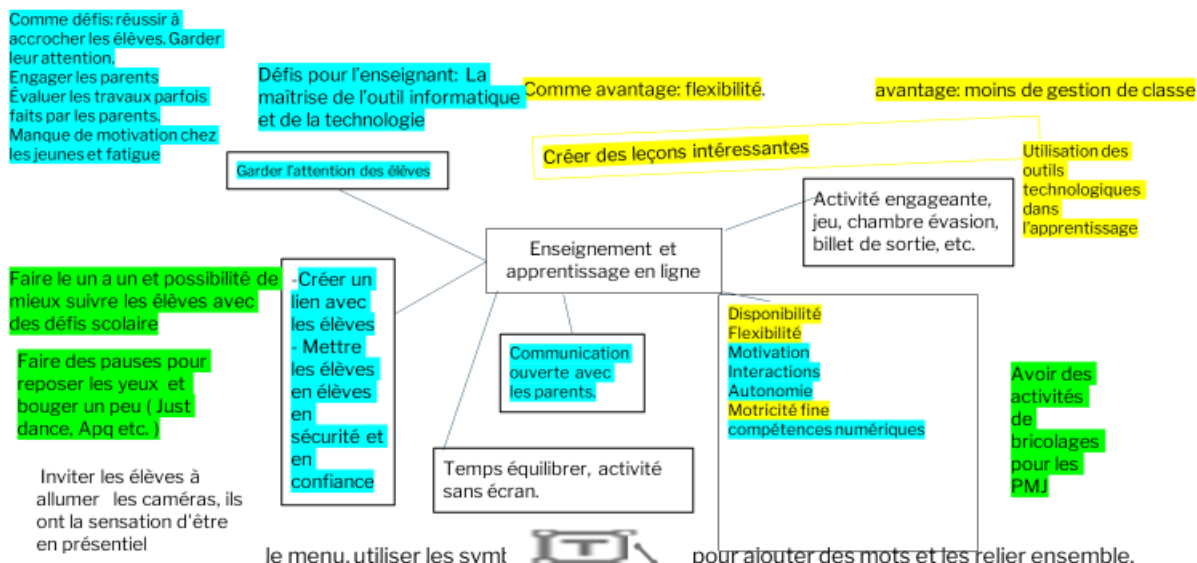 Comme défis: réussir à
accrocher les élèves. Garder
leur attention.
Engager les parents
Évaluer les travaux parfois
faits par les parents.
Manque de motivation chez
les jeunes et fatigue
Défis pour l'enseignant: La
maîtrise de l'outil informatique
et de la technologie
Comme avantage: flexibilité.
avantage: moins de gestion de classe
Créer des leçons intéressantes
Utilisation des
outils
technologiques
dans
l'apprentissage
Garder l'attention des élèves
Activité engageante,
jeu, chambre évasion,
billet de sortie, etc.
Enseignement et
apprentissage en ligne
Faire le un a un et possibilité de
mieux suivre les élèves avec
des défis scolaire
-Créer un
lien avec
les élèves
- Mettre
les élèves
en élèves
en
sécurité et
en
confiance
Disponibilité
Flexibilité
Motivation
Interactions
Autonomie
Motricité fine
compétences numériques
Communication
ouverte avec
les parents.
Faire des pauses pour
reposer les yeux et
bouger un peu ( Just
dance, Apq etc. )
Avoir des
activités
de
bricolages
pour les
PMJ
Temps équilibrer, activité
sans écran.
Inviter les élèves à
allumer les caméras, ils
ont la sensation d'être
en présentiel
le menu, utiliser les symb T pour ajouter des mots et les relier ensemble.